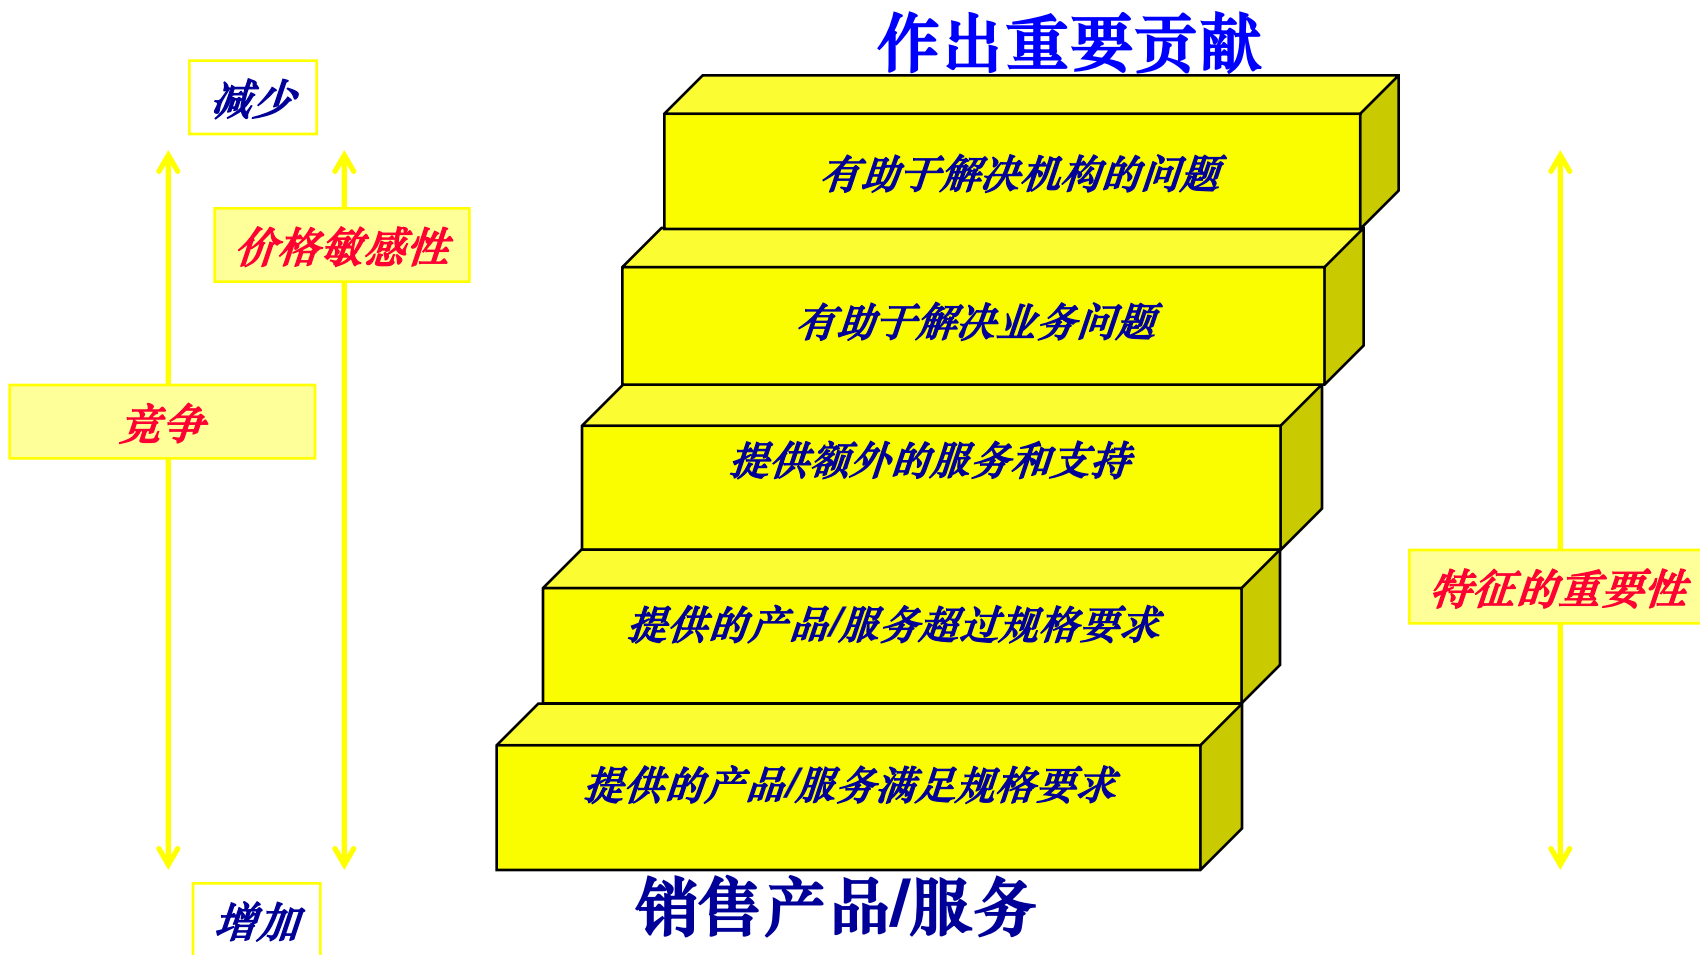 作出重要贡献
减少
有助于解决机构的问题
价格敏感性
有助于解决业务问题
竞争
提供额外的服务和支持
特征的重要性
提供的产品/服务超过规格要求
提供的产品/服务满足规格要求
销售产品/服务
增加